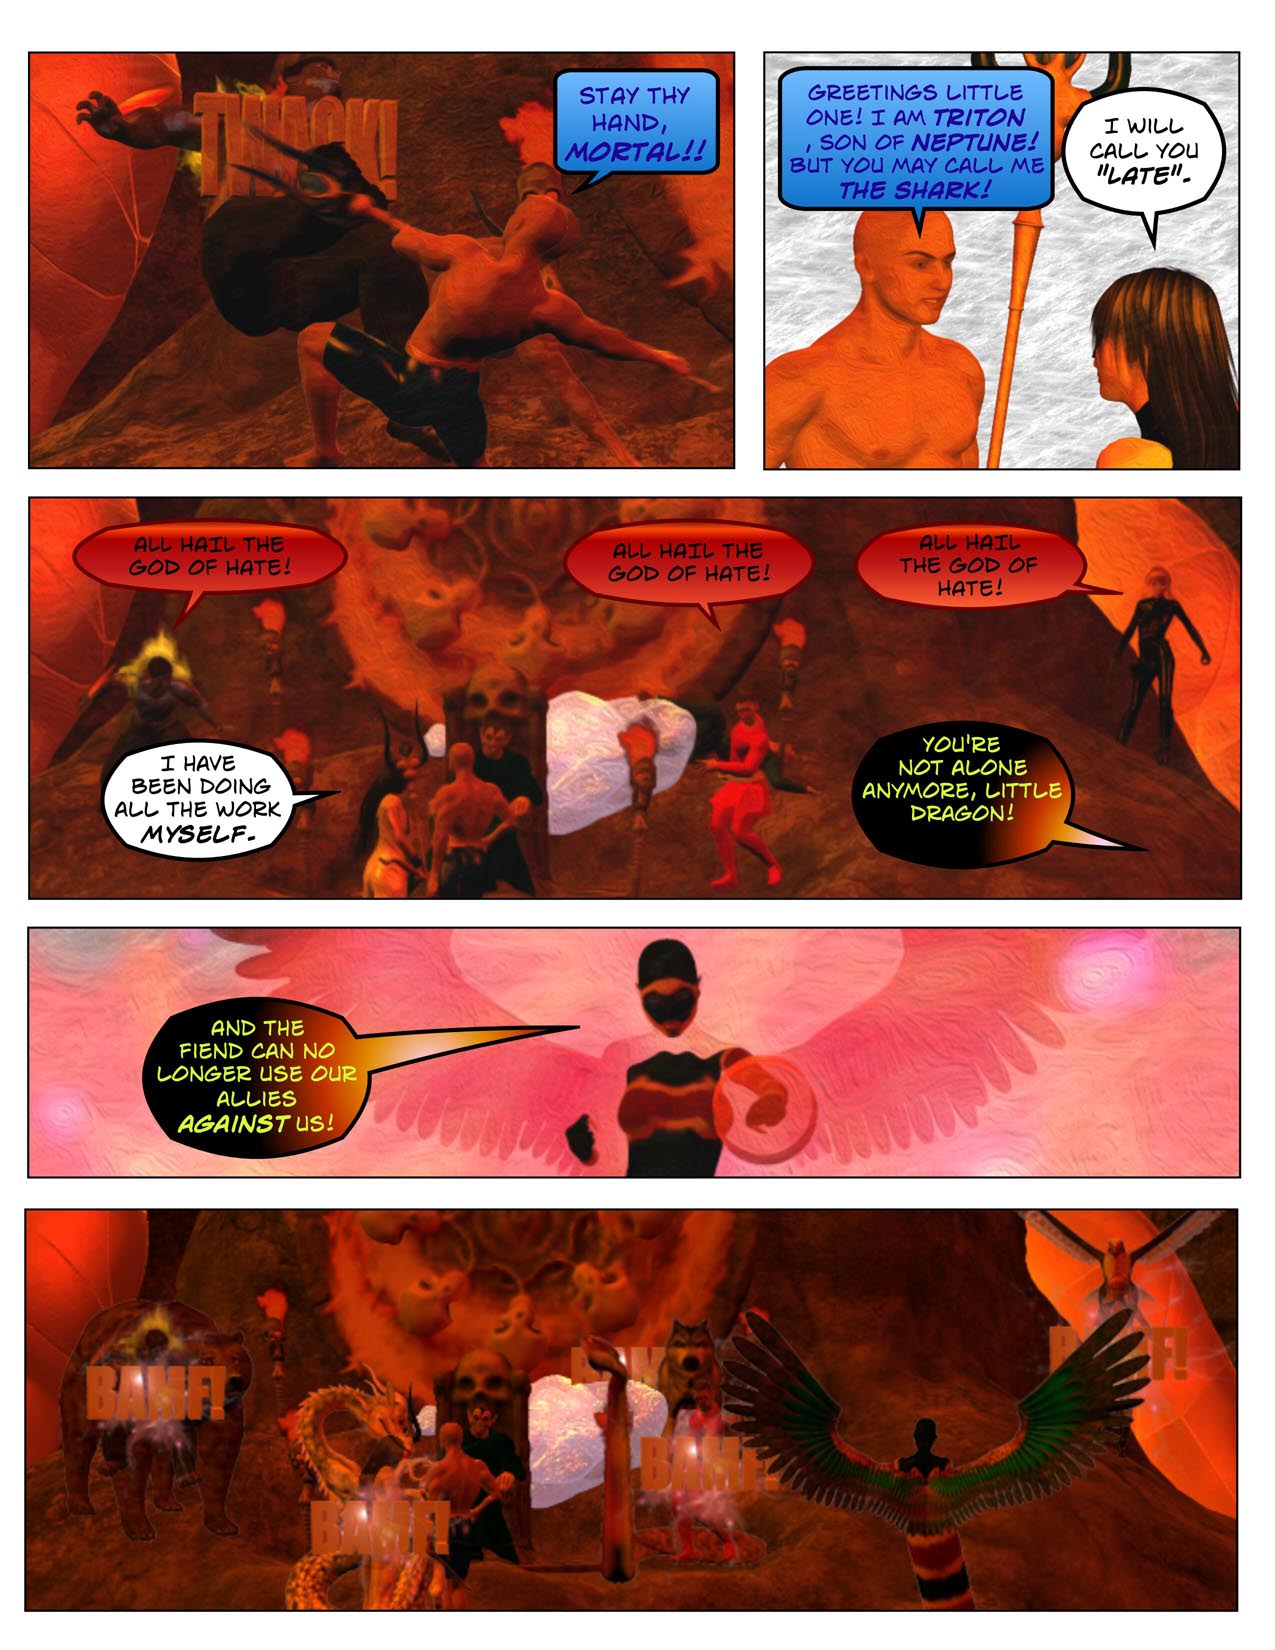 THWACK!
STAY THY
HAND,
MORTAL!!
GREETINGS LITTLE
ONE! I AM TRITON
, SON OF NEPTUNE!
BUT YOU MAY CALL ME
THE SHARK!
I WILL
CALL YOU
"LATE".
ALL HAIL THE
GOD OF HATE!
ALL HAIL THE
GOD OF HATE!
ALL HAIL
THE GOD OF
HATE!
I HAVE
BEEN DOING
ALL THE WORK
MYSELF.
YOU'RE
NOT ALONE
ANYMORE, LITTLE
DRAGON!
AND THE
FIEND CAN NO
LONGER USE OUR
ALLIES
AGAINST US!
BAMF!
BAMF!
BAMF!
BAMF!
BAMF!